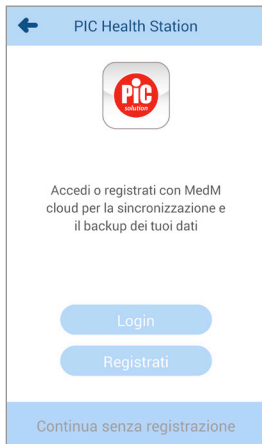 PIC Health Station
PiC
solution
Accedi o registrati con MedM
cloud per la sincronizzazione e
il backup dei tuoi dati
Login
Registrati
Continua senza registrazione